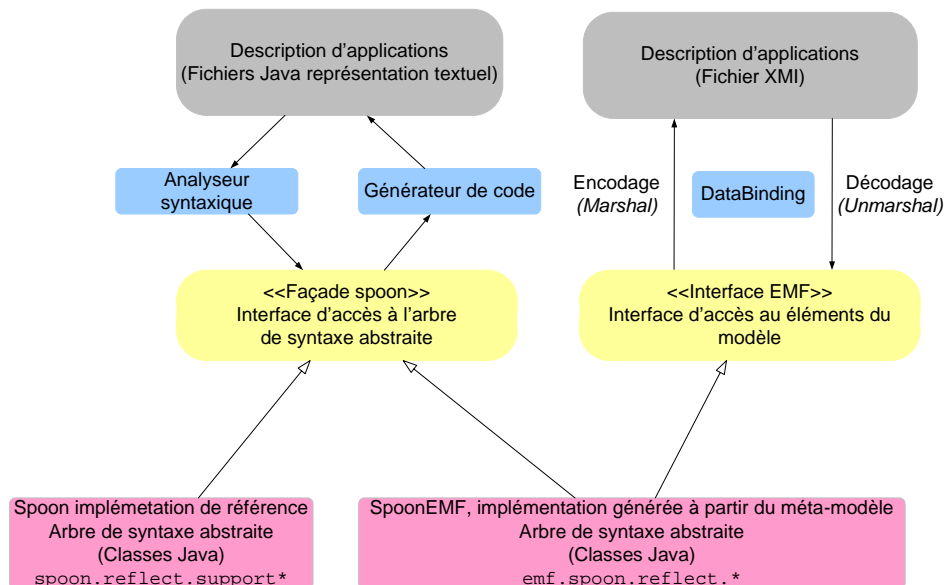 Description d'applications
(Fichiers Java représentation textuel)
Description d'applications
(Fichier XMI)
Analyseur
syntaxique
Générateur de code
Encodage
(Marshal)
DataBinding
Décodage
(Unmarshal)
<<Façade spoon>>
Interface d'accès à l'arbre
de syntaxe abstraite
<<Interface EMF>>
Interface d'accès au éléments du
modèle
Spoon implémetation de référence
Arbre de syntaxe abstraite
(Classes Java)
spoon.reflect.support*
SpoonEMF, implémentation générée à partir du méta-modèle
Arbre de syntaxe abstraite
(Classes Java)
emf.spoon.reflect.*